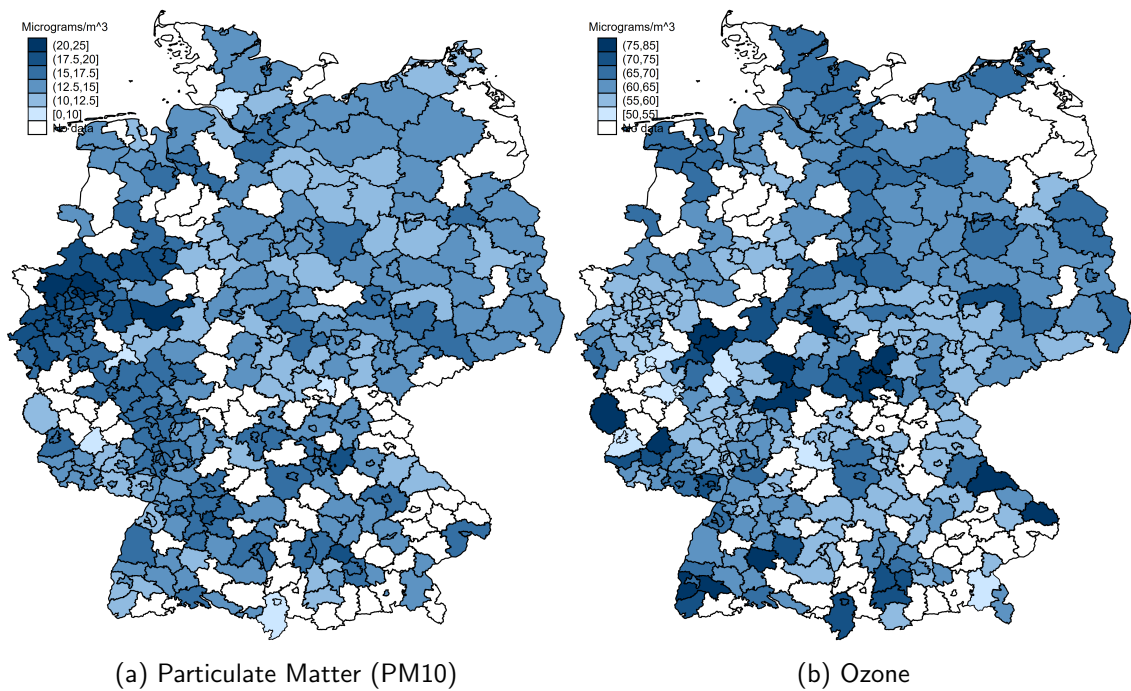 Micrograms/m^3
(20,25]
(17.5,20]
(15,17.5]
(12.5,15]
(10,12.5]
[0,10]
No data
Micrograms/m^3
(75,85]
(70,75]
(65,70]
(60,65]
(55,60]
[50,55]
No data
(a) Particulate Matter (PM10)
(b) Ozone